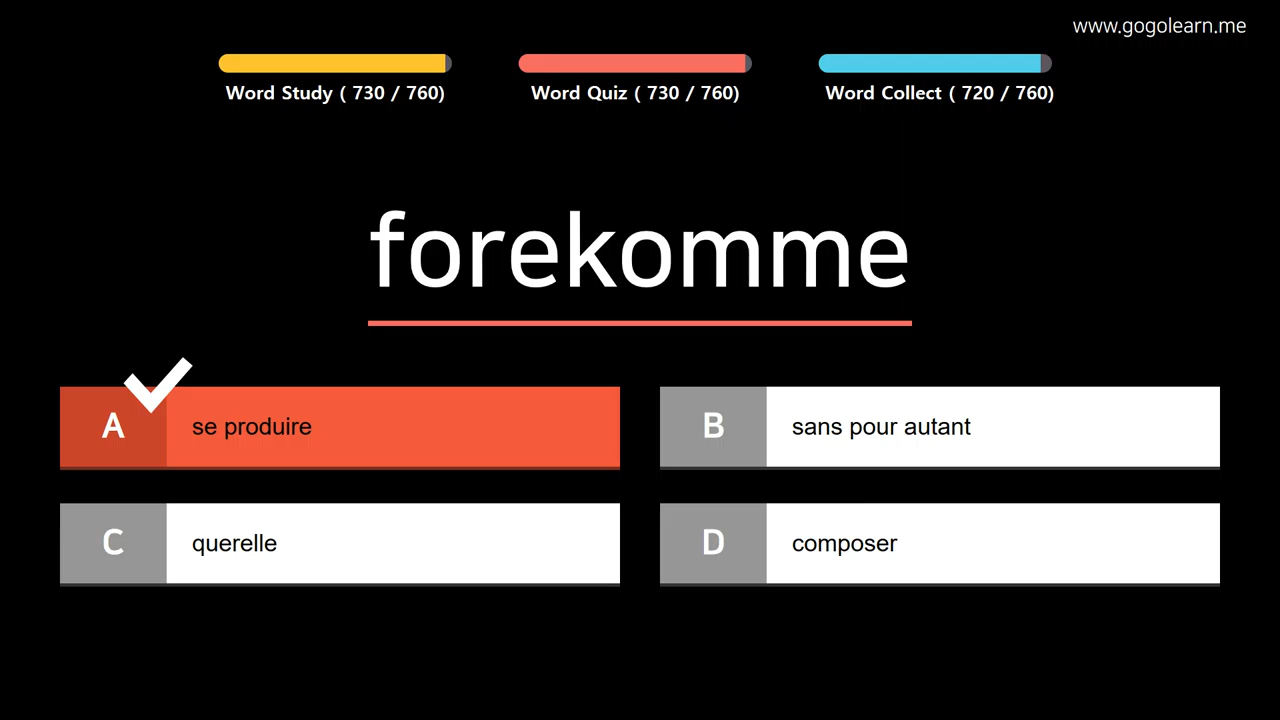 www.gogolearn.me
Word Study ( 730 / 760)
Word Quiz ( 730 / 760)
Word Collect ( 720 / 760)
forekomme
A
se produire
B
sans pour autant
C
querelle
D
composer